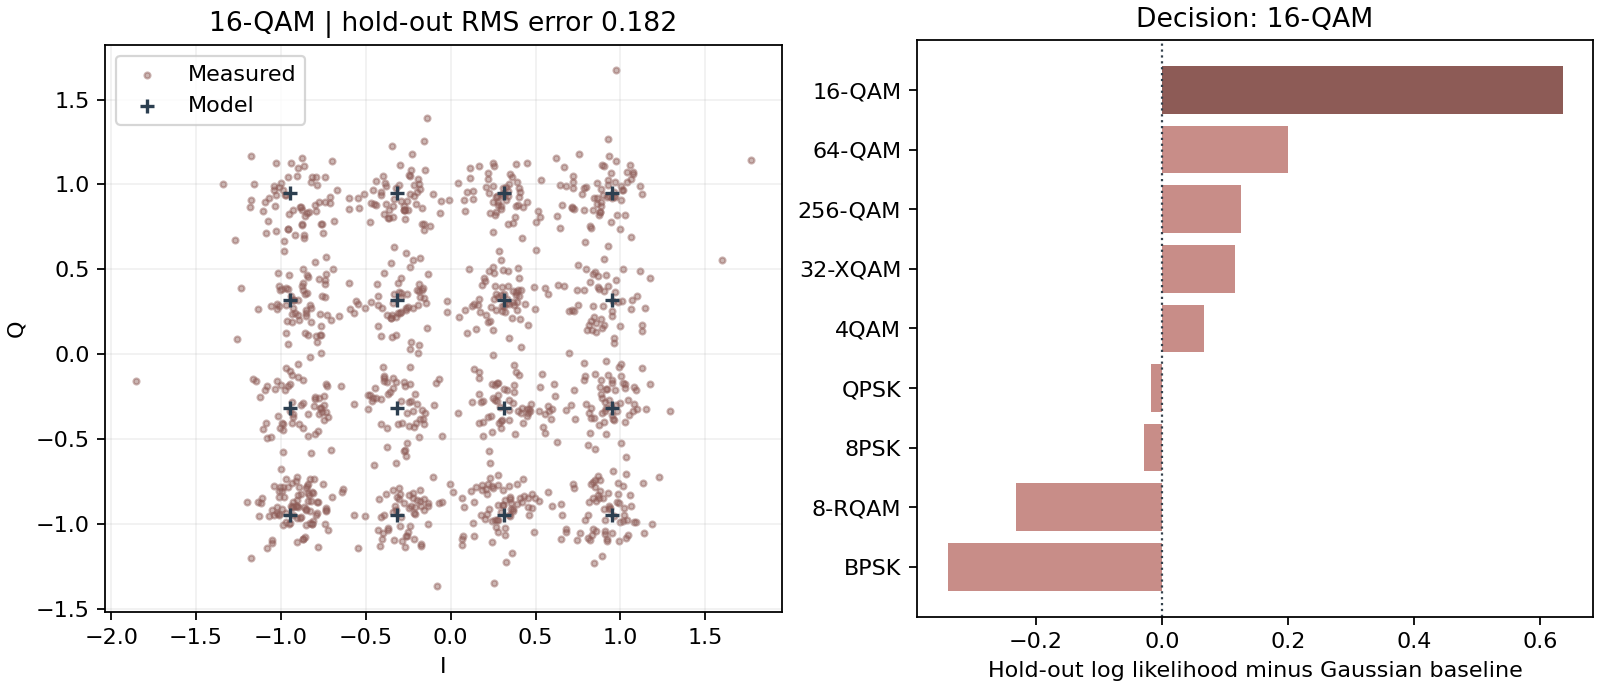 16-QAM | hold-out RMS error 0.182
Measured
Model
1.5
1.0
0.5
0.0
−0.5
−1.0
−1.5
Q
−2.0 −1.5 −1.0 −0.5 0.0 0.5 1.0 1.5
I
Decision: 16-QAM
16-QAM
64-QAM
256-QAM
32-XQAM
4QAM
QPSK
8PSK
8-RQAM
BPSK
−0.2 0.0 0.2 0.4 0.6
Hold-out log likelihood minus Gaussian baseline